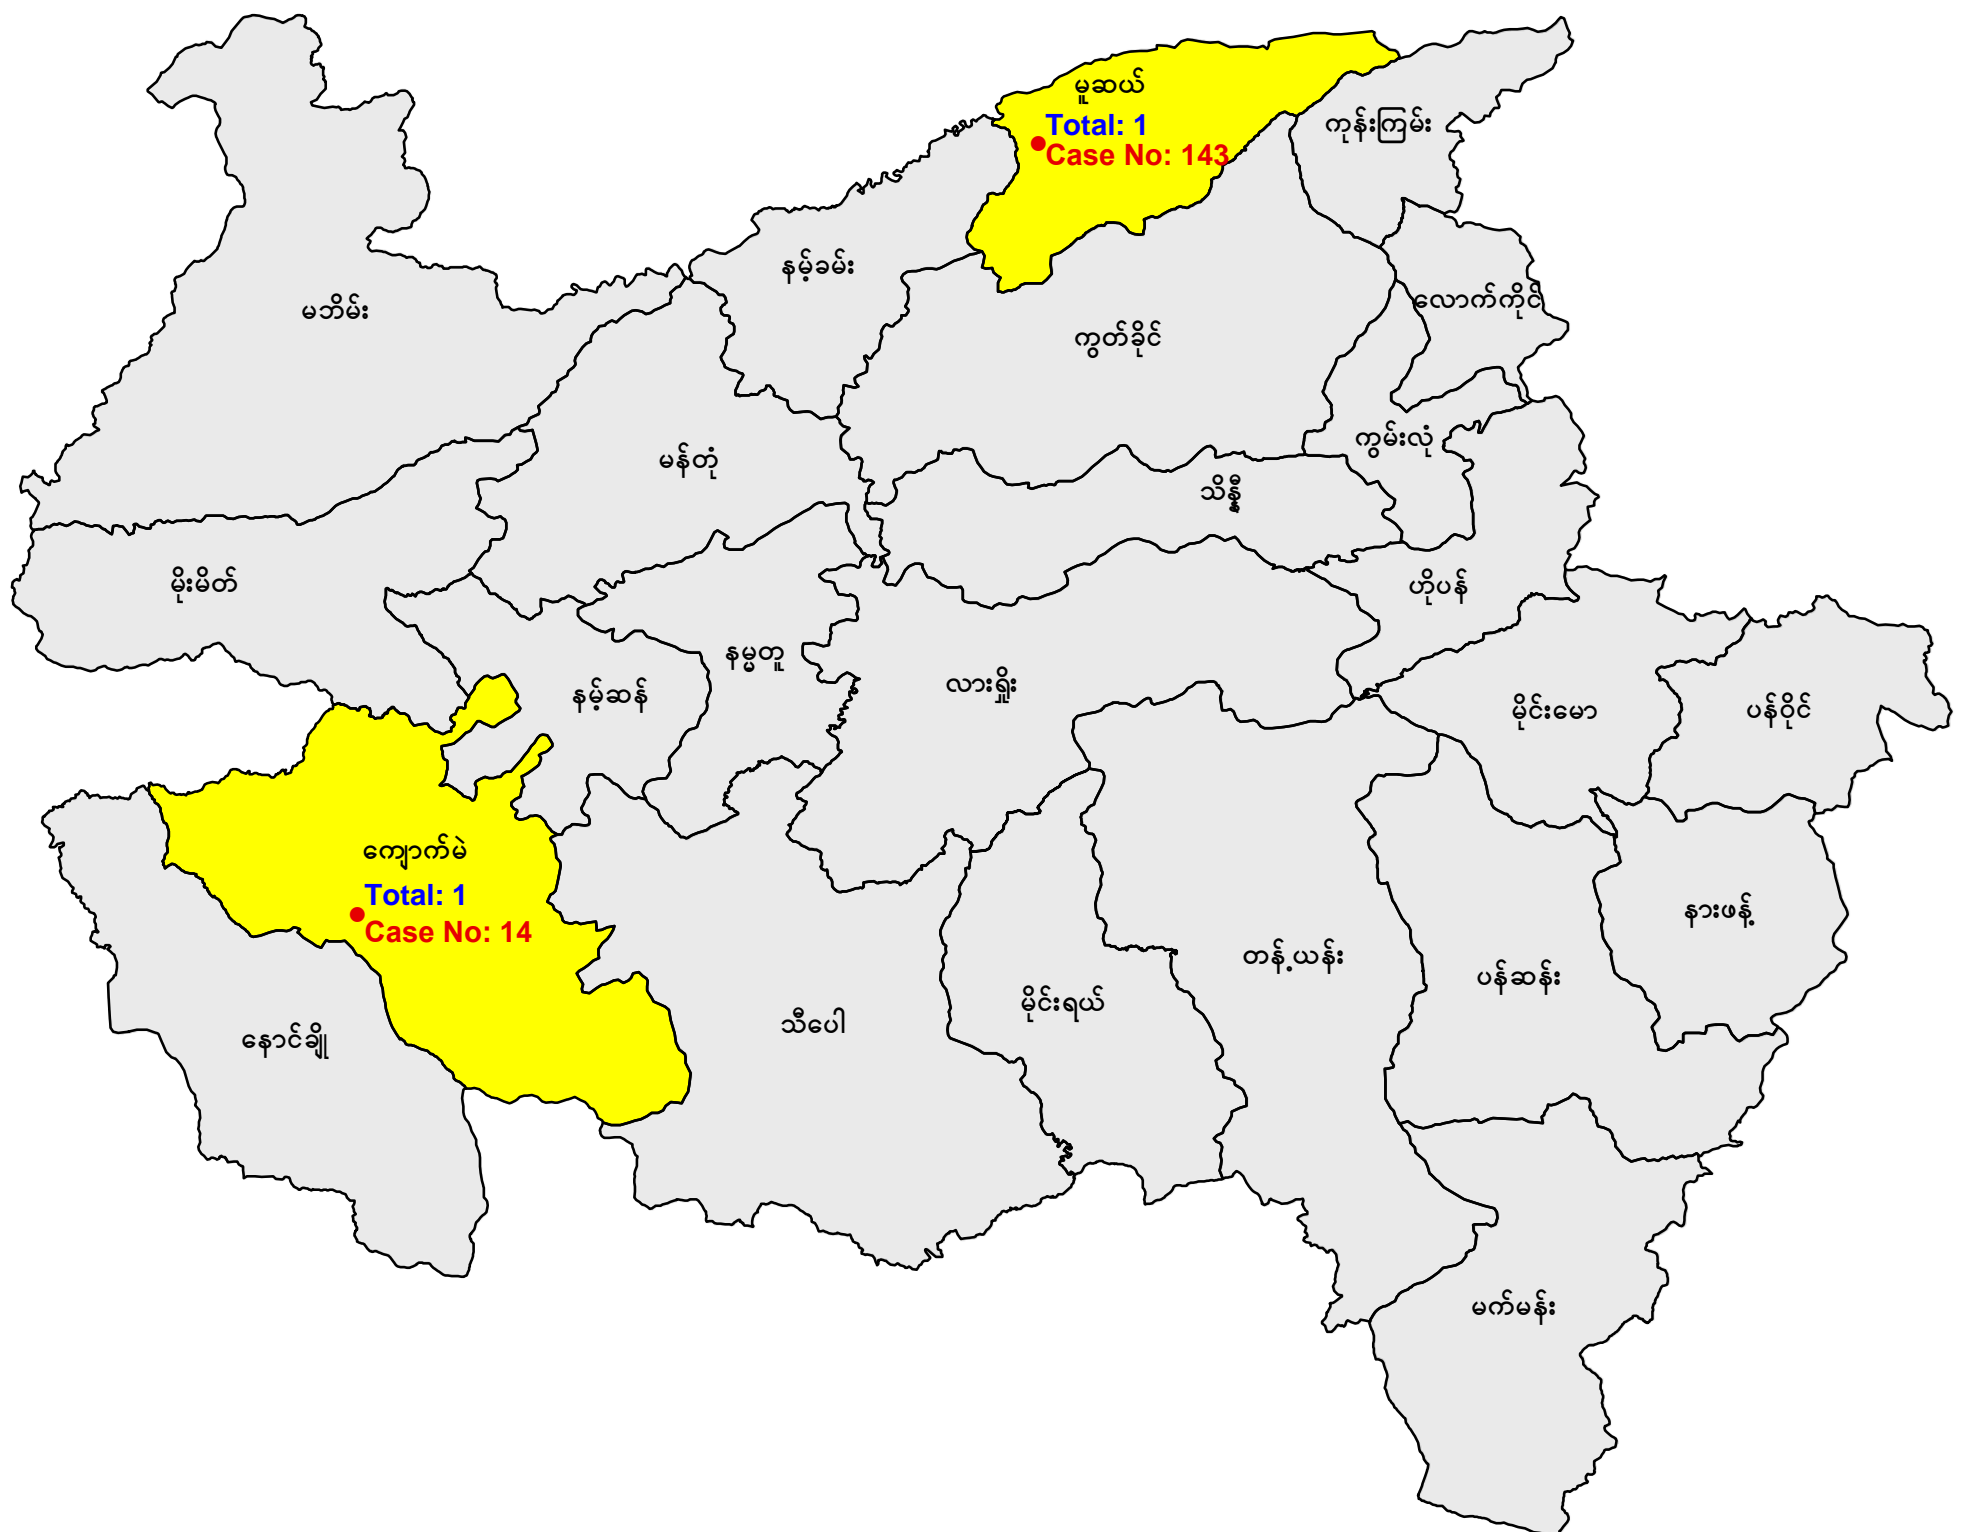 မူဆယ်
Total: 1
Case No: 143
ကုန်းကြမ်း
နမ့်ခမ်း
မဘိမ်း
လောက်ကိုင်
ကွတ်ခိုင်
ကွမ်းလုံ
မန်တုံ
သိန္နီ
မိုးမိတ်
ဟိုပန်
နမ္မတူ
နမ့်ဆန်
လားရှိုး
မိုင်းမော
ပန်ဝိုင်
ကျောက်မဲ
Total: 1
Case No: 14
နားဖန့်
တန့်ယန်း
ပန်ဆန်း
မိုင်းရယ်
သီပေါ
နောင်ချို
မက်မန်း